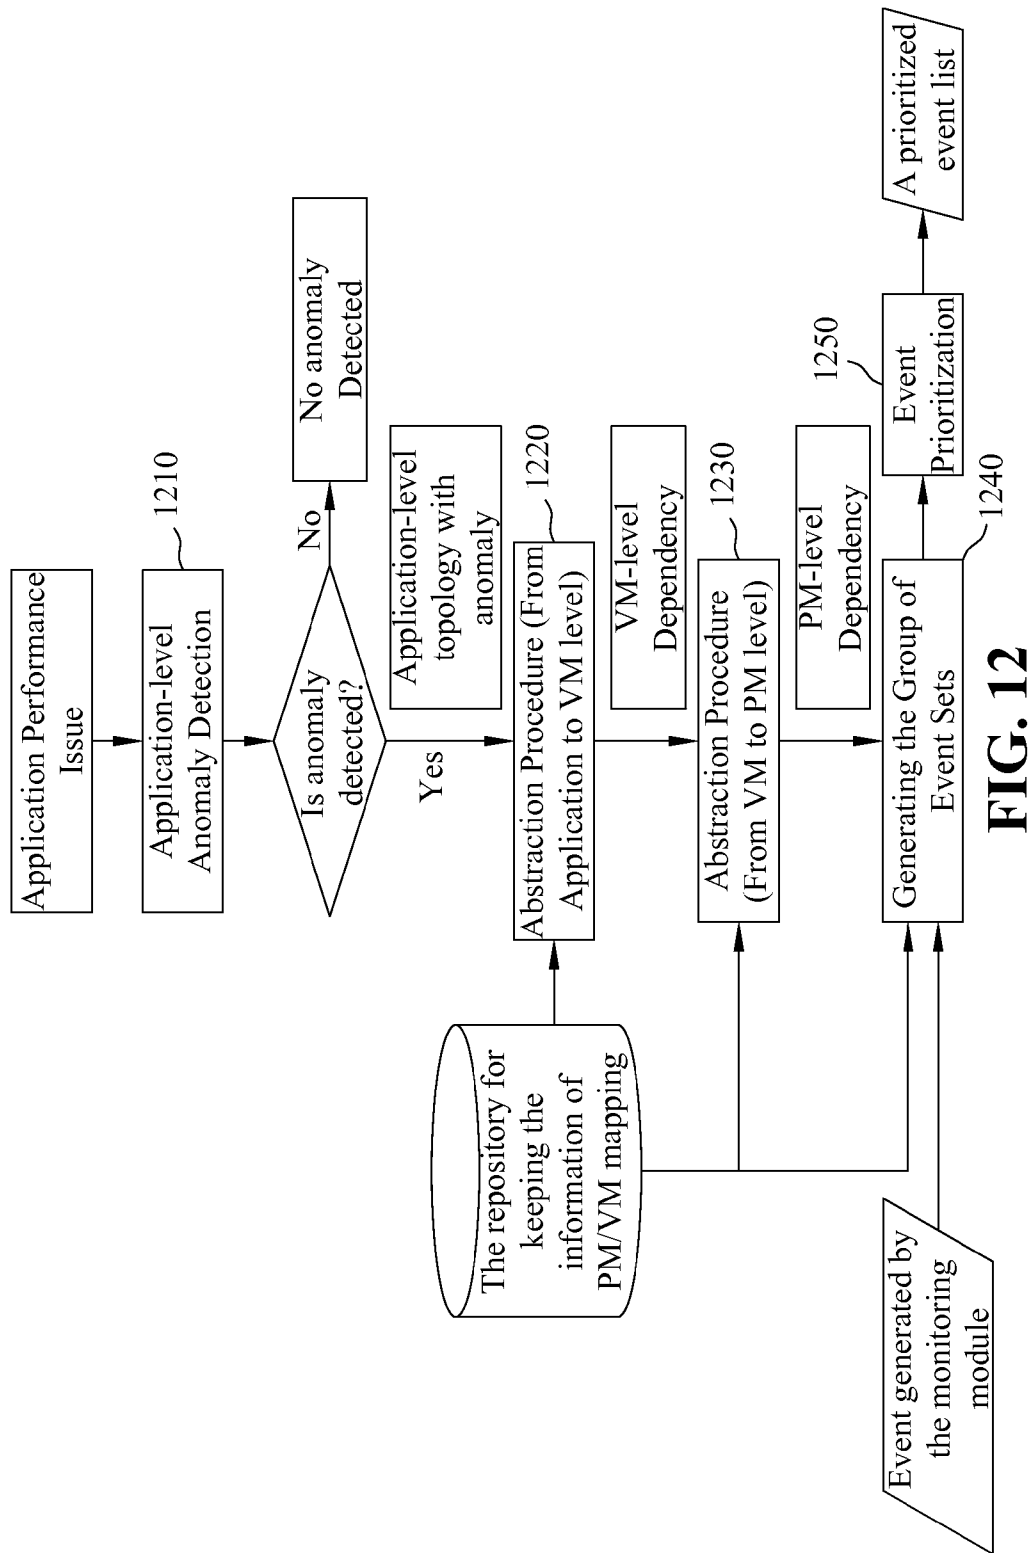 Application Performance
Issue
Application-level
Anomaly Detection
1210
Is anomaly
detected?
No
No anomaly
Detected
Yes
Application-level
topology with
anomaly
The repository for
keeping the
information of
PM/VM mapping
Abstraction Procedure (From
Application to VM level)
1220
VM-level
Dependency
Abstraction Procedure
(From VM to PM level)
1230
PM-level
Dependency
Event generated by
the monitoring
module
Generating the Group of
Event Sets
1240
Event
Prioritization
1250
A prioritized
event list
FIG. 12